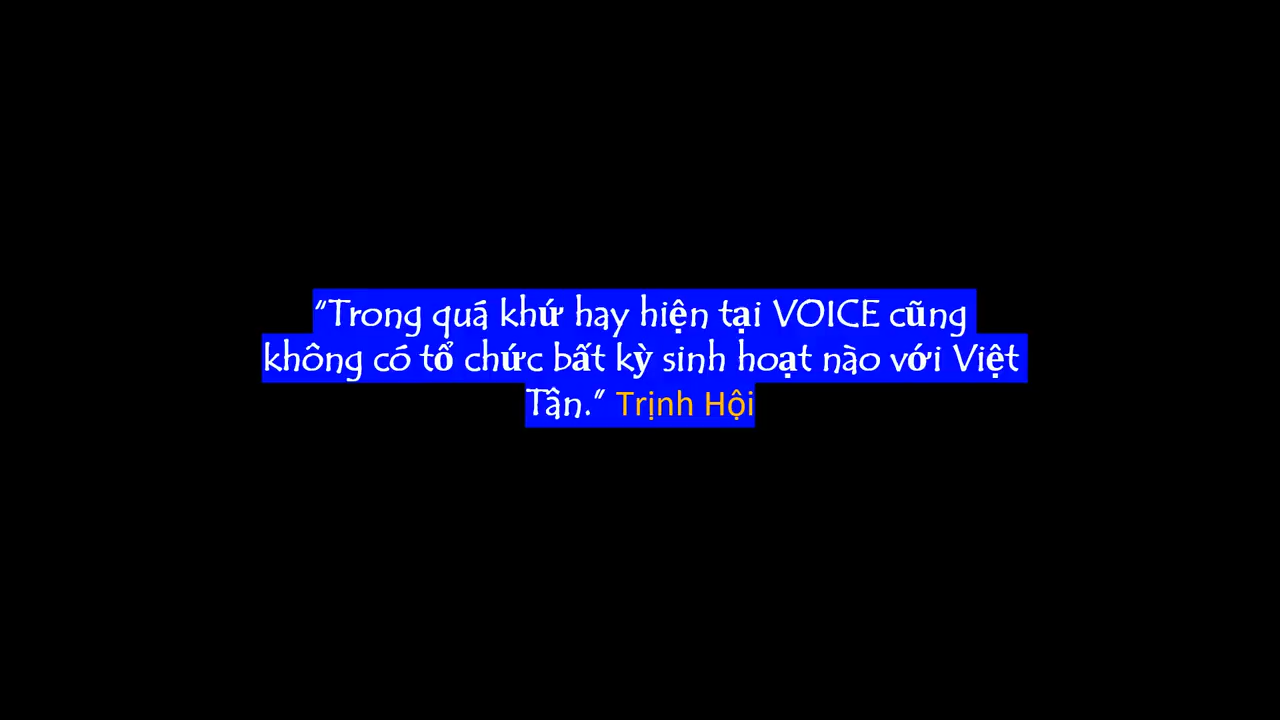 “Trong quá khứ hay hiện tại VOICE cũng
không có tổ chức bất kỳ sinh hoạt nào với Việt
Tân.” Trịnh Hội